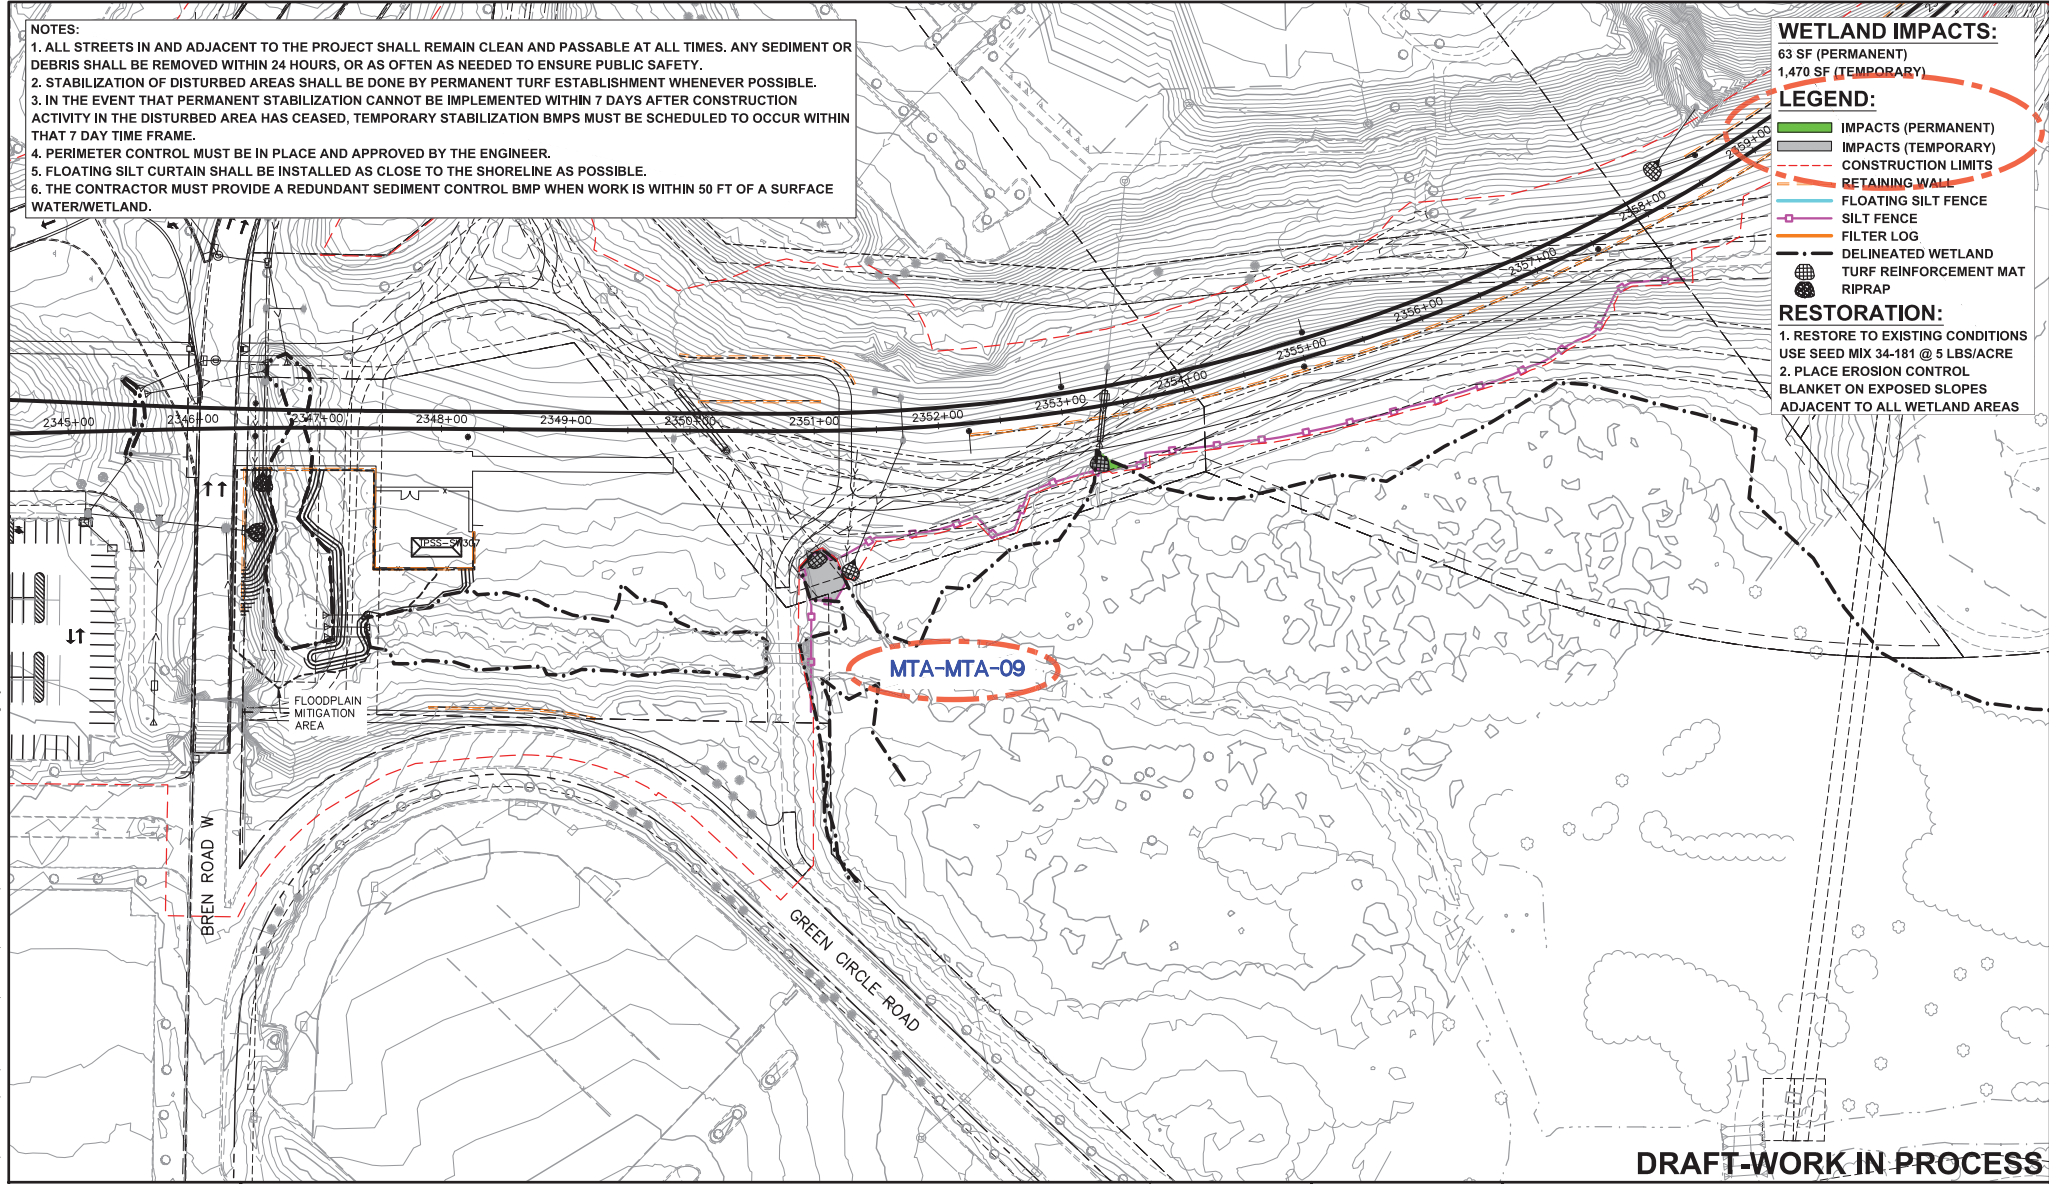 NOTES:
1. ALL STREETS IN AND ADJACENT TO THE PROJECT SHALL REMAIN CLEAN AND PASSABLE AT ALL TIMES. ANY SEDIMENT OR
DEBRIS SHALL BE REMOVED WITHIN 24 HOURS, OR AS OFTEN AS NEEDED TO ENSURE PUBLIC SAFETY.
2. STABILIZATION OF DISTURBED AREAS SHALL BE DONE BY PERMANENT TURF ESTABLISHMENT WHENEVER POSSIBLE.
3. IN THE EVENT THAT PERMANENT STABILIZATION CANNOT BE IMPLEMENTED WITHIN 7 DAYS AFTER CONSTRUCTION
ACTIVITY IN THE DISTURBED AREA HAS CEASED, TEMPORARY STABILIZATION BMPS MUST BE SCHEDULED TO OCCUR WITHIN
THAT 7 DAY TIME FRAME.
4. PERIMETER CONTROL MUST BE IN PLACE AND APPROVED BY THE ENGINEER.
5. FLOATING SILT CURTAIN SHALL BE INSTALLED AS CLOSE TO THE SHORELINE AS POSSIBLE.
6. THE CONTRACTOR MUST PROVIDE A REDUNDANT SEDIMENT CONTROL BMP WHEN WORK IS WITHIN 50 FT OF A SURFACE
WATER/WETLAND.
WETLAND IMPACTS:
63 SF (PERMANENT)
1,470 SF (TEMPORARY)
LEGEND:
IMPACTS (PERMANENT)
IMPACTS (TEMPORARY)
CONSTRUCTION LIMITS
RETAINING WALL
FLOATING SILT FENCE
SILT FENCE
FILTER LOG
DELINEATED WETLAND
TURF REINFORCEMENT MAT
RIPRAP
RESTORATION:
1. RESTORE TO EXISTING CONDITIONS
USE SEED MIX 34-181 @ 5 LBS/ACRE
2. PLACE EROSION CONTROL
BLANKET ON EXPOSED SLOPES
ADJACENT TO ALL WETLAND AREAS
2345+00
2346+00
2347+00
2348+00
2349+00
2350+00
2351+00
2352+00
2353+00
2354+00
2355+00
2356+00
2357+00
2358+00
2359+00
TPSS-SW307
MTA-MTA-09
FLOODPLAIN
MITIGATION
AREA
BREN ROAD W
GREEN CIRCLE ROAD
DRAFT-WORK IN PROCESS